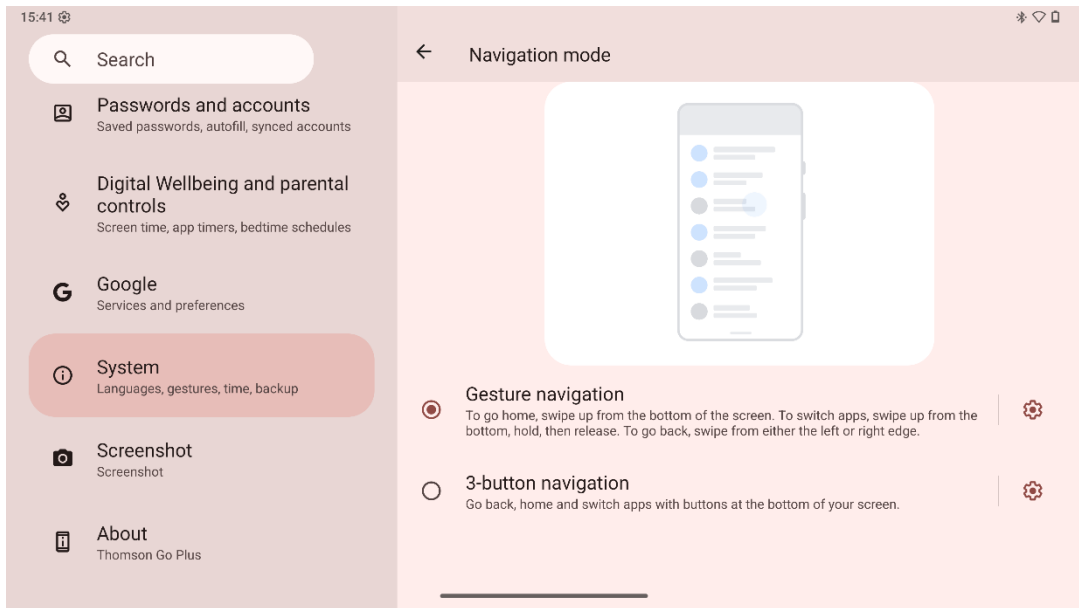 15:41
Search
Passwords and accounts
Saved passwords, autofill, synced accounts
Digital Wellbeing and parental
controls
Screen time, app timers, bedtime schedules
Google
Services and preferences
System
Languages, gestures, time, backup
Screenshot
Screenshot
About
Thomson Go Plus
Navigation mode
Gesture navigation
To go home, swipe up from the bottom of the screen. To switch apps, swipe up from the
bottom, hold, then release. To go back, swipe from either the left or right edge.
3-button navigation
Go back, home and switch apps with buttons at the bottom of your screen.